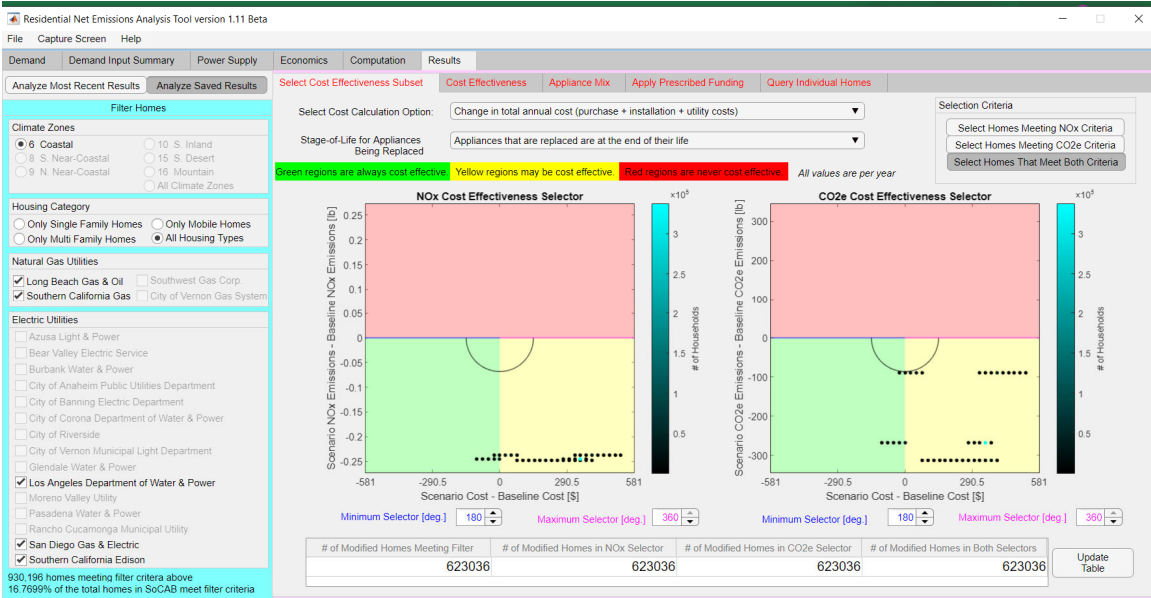 Residential Net Emissions Analysis Tool version 1.11 Beta
File Capture Screen Help
Demand Demand Input Summary Power Supply Economics Computation Results
Analyze Most Recent Results Analyze Saved Results
Filter Homes
Climate Zones
6 Coastal 10 S. Inland
8 S. Near-Coastal 15 S. Desert
9 N. Near-Coastal 16 Mountain
All Climate Zones
Housing Category
Only Single Family Homes Only Mobile Homes
Only Multi Family Homes All Housing Types
Natural Gas Utilities
Long Beach Gas & Oil Southwest Gas Corp.
Southern California Gas City of Vernon Gas System
Electric Utilities
Azusa Light & Power
Bear Valley Electric Service
Burbank Water & Power
City of Anaheim Public Utilities Department
City of Banning Electric Department
City of Corona Department of Water & Power
City of Riverside
City of Vernon Municipal Light Department
Glendale Water & Power
Los Angeles Department of Water & Power
Moreno Valley Utility
Pasadena Water & Power
Rancho Cucamonga Municipal Utility
San Diego Gas & Electric
Southern California Edison
930,196 homes meeting filter critera above
16.7699% of the total homes in SoCAB meet filter criteria
Select Cost Effectiveness Subset Cost Effectiveness Appliance Mix Apply Prescribed Funding Query Individual Homes
Select Cost Calculation Option: Change in total annual cost (purchase + installation + utility costs)
Stage-of-Life for Appliances
Being Replaced
Appliances that are replaced are at the end of their life
Selection Criteria
Select Homes Meeting NOx Criteria
Select Homes Meeting CO2e Criteria
Select Homes That Meet Both Criteria
Green regions are always cost effective. Yellow regions may be cost effective. Red regions are never cost effective. All values are per year
NOx Cost Effectiveness Selector
Scenario NOx Emissions - Baseline NOx Emissions [lb]
0.25
0.2
0.15
0.1
0.05
0
-0.05
-0.1
-0.15
-0.2
-0.25
-581 -290.5 0 290.5 581
Scenario Cost - Baseline Cost [$]
×10⁵
3
2.5
2
1.5
1
0.5
# of Households
Minimum Selector [deg.] 180 Maximum Selector [deg.] 360
CO2e Cost Effectiveness Selector
Scenario CO2e Emissions - Baseline CO2e Emissions [lb]
300
200
100
0
-100
-200
-300
-581 -290.5 0 290.5 581
Scenario Cost - Baseline Cost [$]
×10⁵
3
2.5
2
1.5
1
0.5
# of Households
Minimum Selector [deg.] 180 Maximum Selector [deg.] 360
# of Modified Homes Meeting Filter # of Modified Homes in NOx Selector # of Modified Homes in CO2e Selector # of Modified Homes in Both Selectors
623036 623036 623036 623036
Update
Table